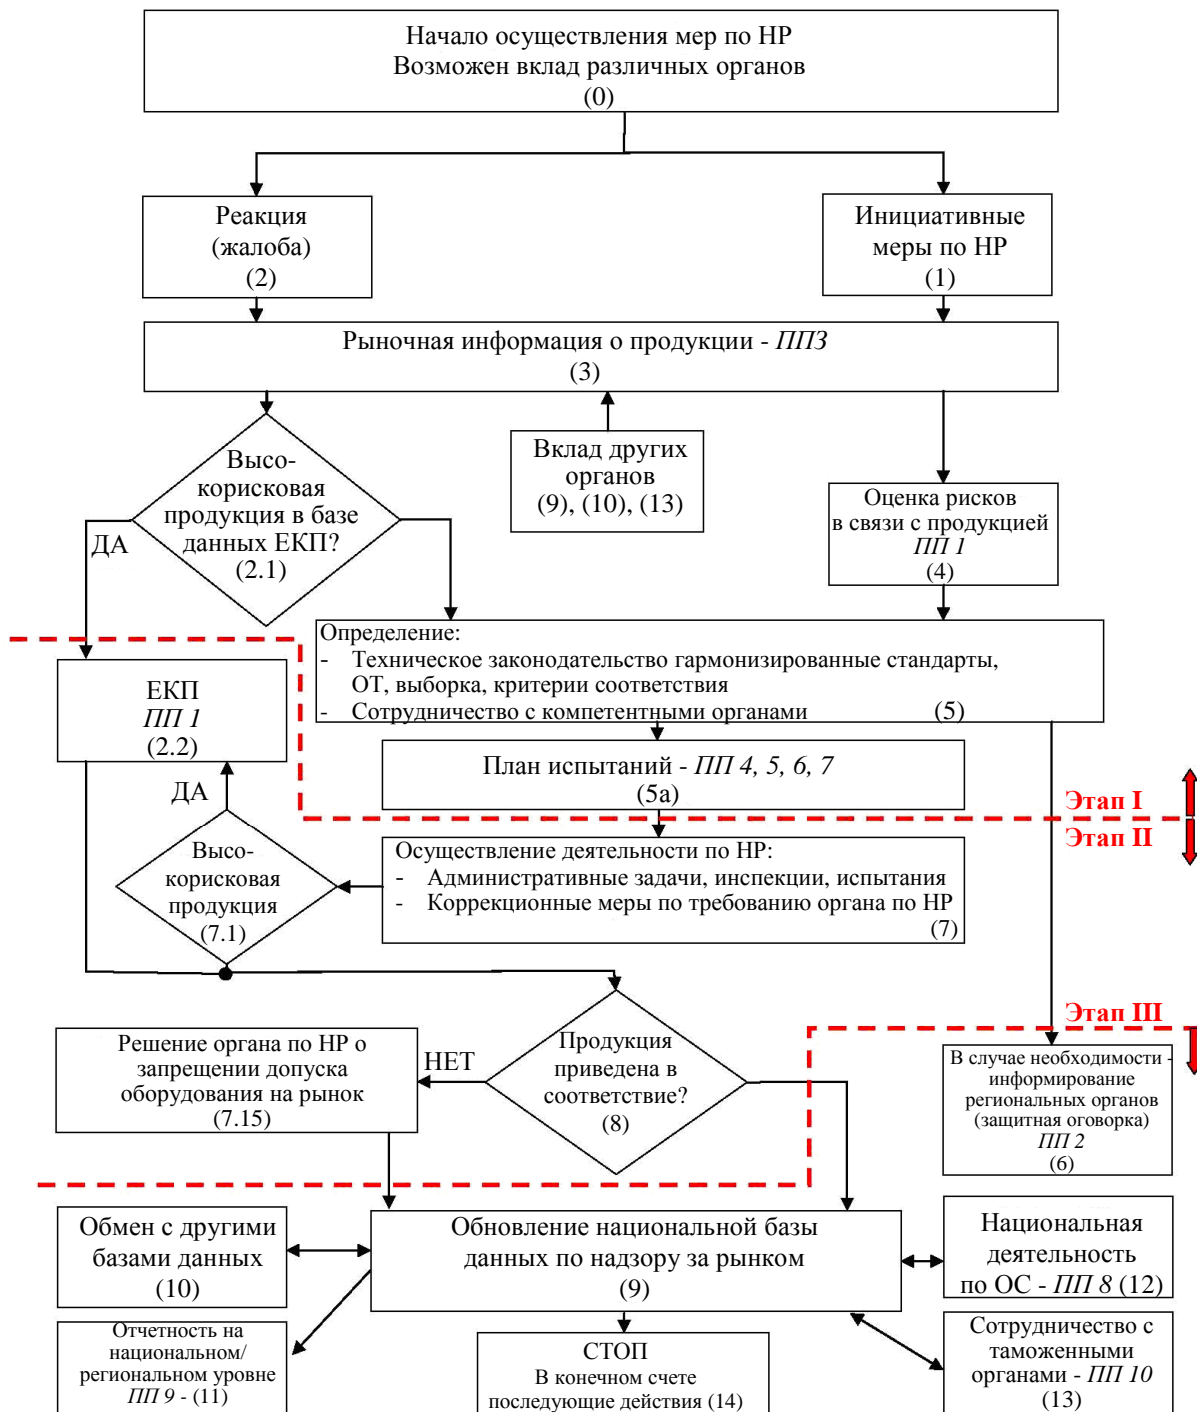 Начало осуществления мер по НР
Возможен вклад различных органов
(0)
Реакция
(жалоба)
(2)
Инициативные
меры по НР
(1)
Рыночная информация о продукции - ПП3
(3)
Высо-
корисковая
продукция в базе
данных ЕКП?
(2.1)
Вклад других
органов
(9), (10), (13)
Оценка рисков
в связи с продукцией
ПП 1
(4)
ДА
Определение:
- Техническое законодательство гармонизированные стандарты,
ОТ, выборка, критерии соответствия
- Сотрудничество с компетентными органами (5)
ЕКП
ПП 1
(2.2)
План испытаний - ПП 4, 5, 6, 7
(5а)
ДА
Этап I
Этап II
Высо-
корисковая
продукция
(7.1)
Осуществление деятельности по НР:
- Административные задачи, инспекции, испытания
- Коррекционные меры по требованию органа по НР
(7)
Этап III
Решение органа по НР о
запрещении допуска
оборудования на рынок
(7.15)
НЕТ
Продукция
приведена в
соответствие?
(8)
В случае необходимости -
информирование
региональных органов
(защитная оговорка)
ПП 2
(6)
Обмен с другими
базами данных
(10)
Обновление национальной базы
данных по надзору за рынком
(9)
Национальная
деятельность
по ОС - ПП 8 (12)
Отчетность на
национальном/
региональном уровне
ПП 9 - (11)
СТОП
В конечном счете
последующие действия (14)
Сотрудничество с
таможенными
органами - ПП 10
(13)